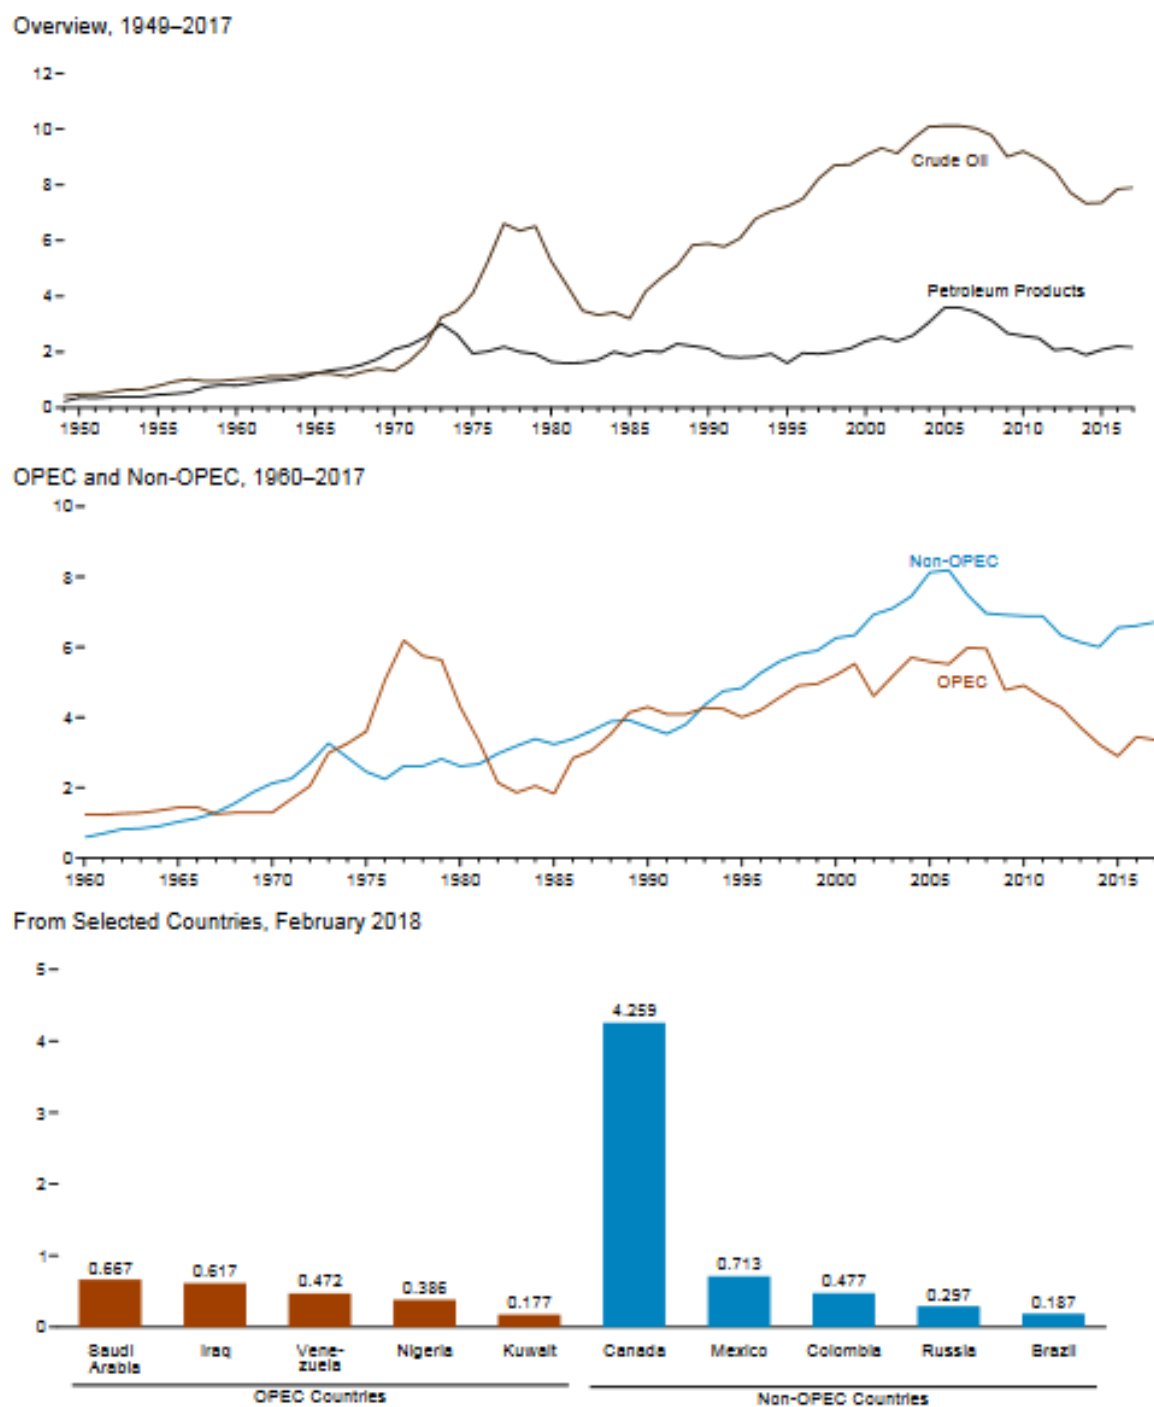 Overview, 1949–2017
12
10
8
6
4
2
0
Crude Oil
Petroleum Products
1950 1955 1960 1965 1970 1975 1980 1985 1990 1995 2000 2005 2010 2015
OPEC and Non-OPEC, 1960–2017
10
8
6
4
2
0
Non-OPEC
OPEC
1960 1965 1970 1975 1980 1985 1990 1995 2000 2005 2010 2015
From Selected Countries, February 2018
5
4
3
2
1
0
0.667 0.617 0.472 0.386 0.177 4.259 0.713 0.477 0.297 0.187
Saudi Arabia Iraq Vene-zuela Nigeria Kuwait Canada Mexico Colombia Russia Brazil
OPEC Countries Non-OPEC Countries